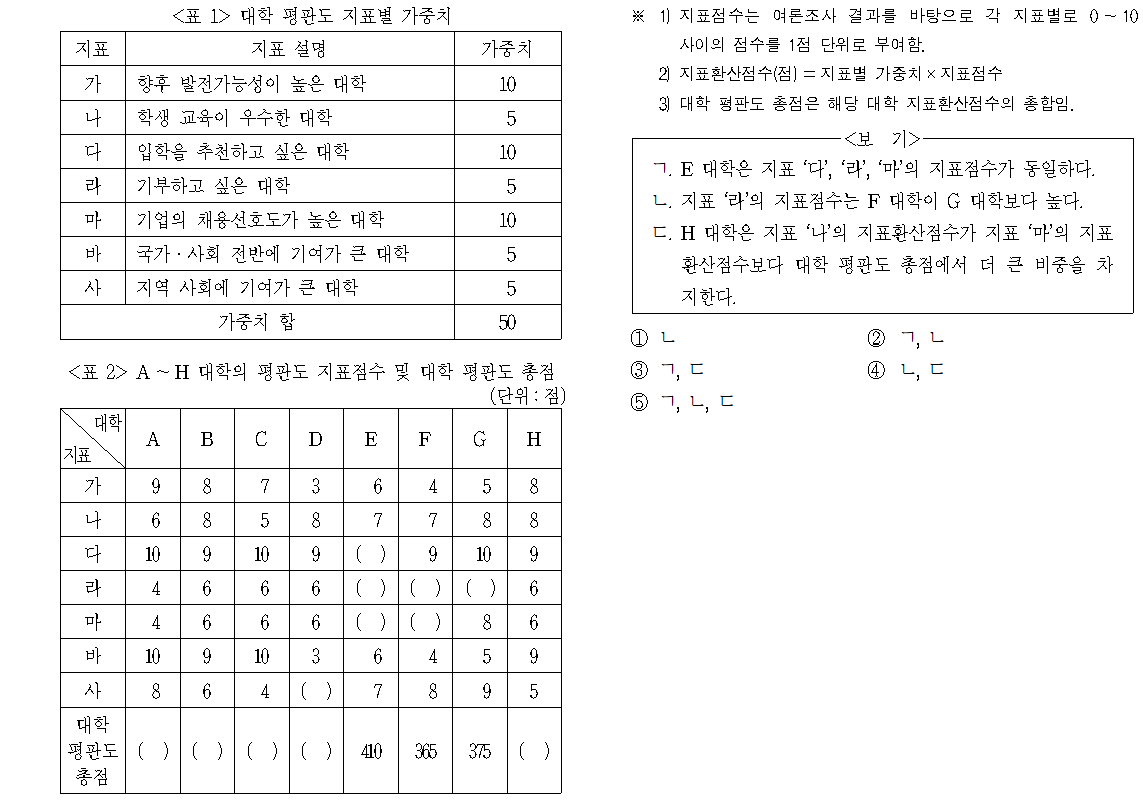 <표 1> 대학 평판도 지표별 가중치
지표 지표 설명 가중치
가 향후 발전가능성이 높은 대학 10
나 학생 교육이 우수한 대학 5
다 입학을 추천하고 싶은 대학 10
라 기부하고 싶은 대학 5
마 기업의 채용선호도가 높은 대학 10
바 국가·사회 전반에 기여가 큰 대학 5
사 지역 사회에 기여가 큰 대학 5
가중치 합 50
<표 2> A ~ H 대학의 평판도 지표점수 및 대학 평판도 총점
(단위 : 점)
대학
지표
A B C D E F G H
가 9 8 7 3 6 4 5 8
나 6 8 5 8 7 7 8 8
다 10 9 10 9 ( ) 9 10 9
라 4 6 6 6 ( ) ( ) ( ) 6
마 4 6 6 6 ( ) ( ) 8 6
바 10 9 10 3 6 4 5 9
사 8 6 4 ( ) 7 8 9 5
대학
평판도
총점
( ) ( ) ( ) ( ) 410 365 375 ( )
※ 1) 지표점수는 여론조사 결과를 바탕으로 각 지표별로 0 ~ 10
사이의 점수를 1점 단위로 부여함.
2) 지표환산점수(점) = 지표별 가중치 × 지표점수
3) 대학 평판도 총점은 해당 대학 지표환산점수의 총합임.
<보 기>
ㄱ. E 대학은 지표 ‘다’, ‘라’, ‘마’의 지표점수가 동일하다.
ㄴ. 지표 ‘라’의 지표점수는 F 대학이 G 대학보다 높다.
ㄷ. H 대학은 지표 ‘나’의 지표환산점수가 지표 ‘마’의 지표
환산점수보다 대학 평판도 총점에서 더 큰 비중을 차
지한다.
① ㄴ ② ㄱ, ㄴ
③ ㄱ, ㄷ ④ ㄴ, ㄷ
⑤ ㄱ, ㄴ, ㄷ